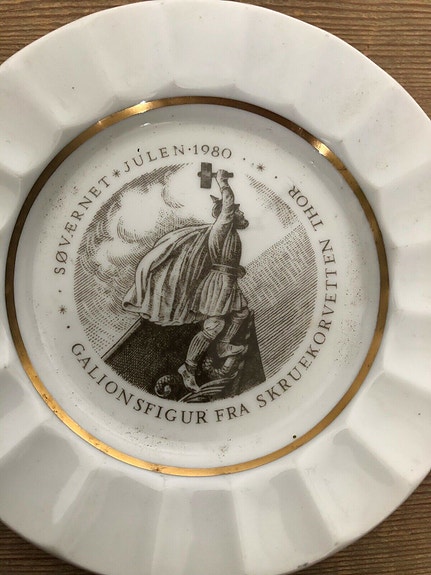 SØVÆRNET * JULEN · 1980
GALIONSFIGUR FRA SKRUEKORVETTEN THOR